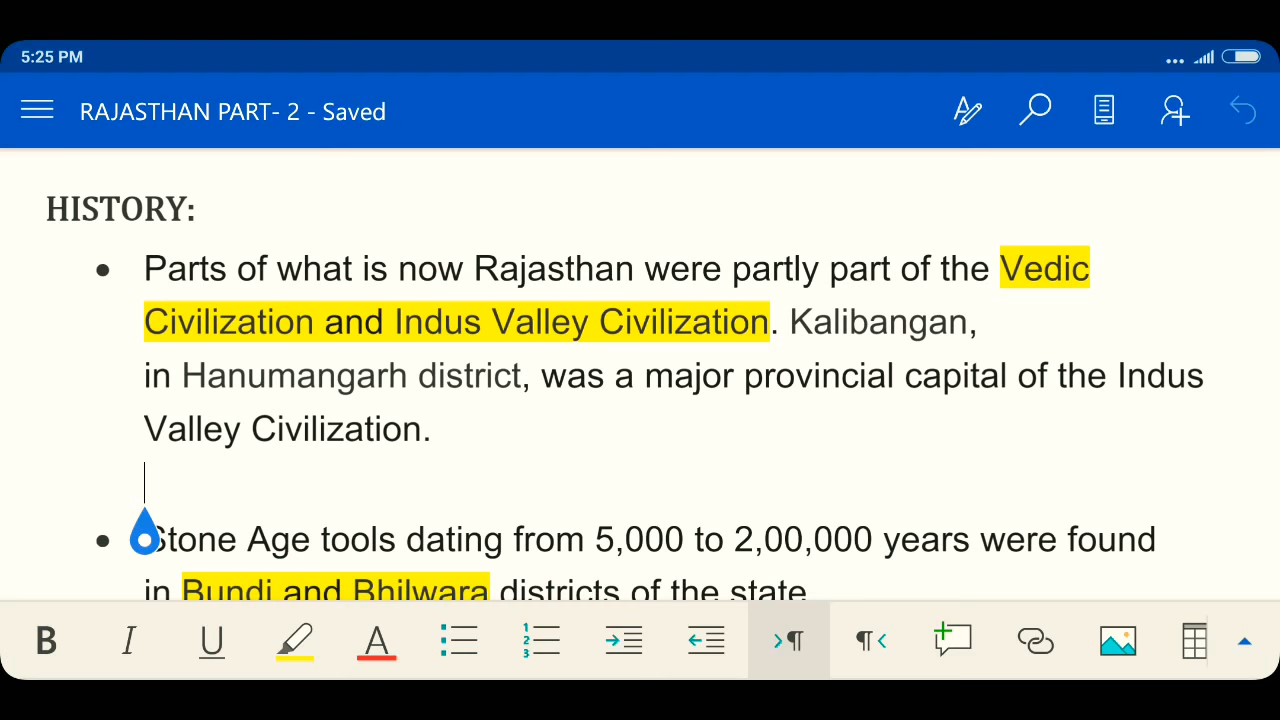 5:25 PM
RAJASTHAN PART- 2 - Saved
HISTORY:
• Parts of what is now Rajasthan were partly part of the Vedic
Civilization and Indus Valley Civilization. Kalibangan,
in Hanumangarh district, was a major provincial capital of the Indus
Valley Civilization.
• Stone Age tools dating from 5,000 to 2,00,000 years were found
in Bundi and Bhilwara districts of the state
B I U A